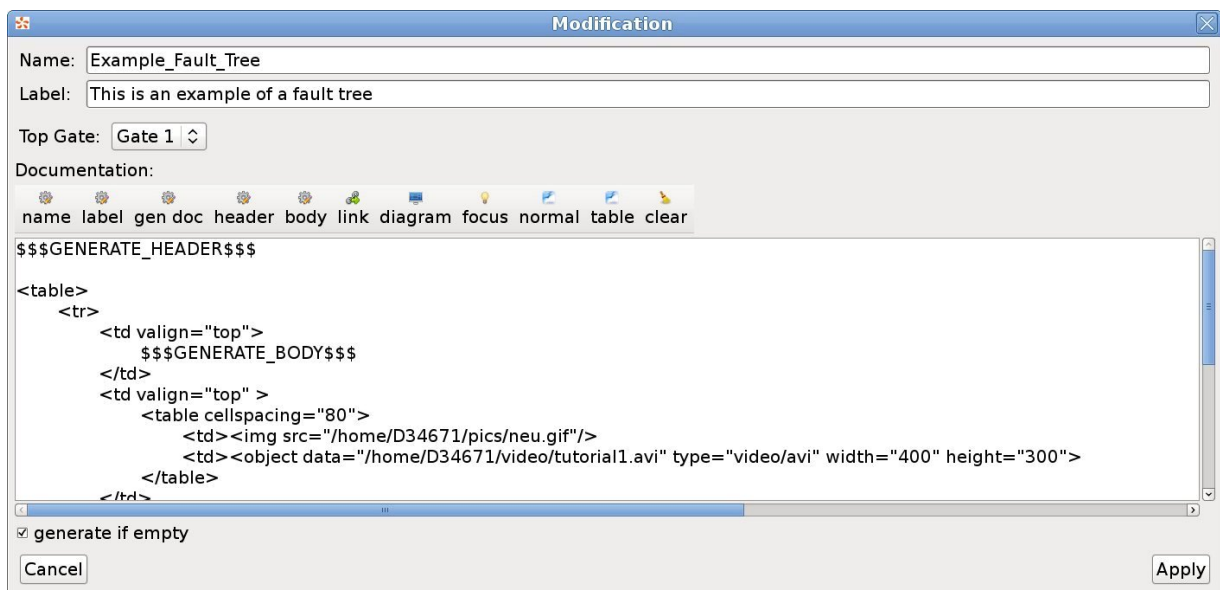 Modification
Name: Example_Fault_Tree
Label: This is an example of a fault tree
Top Gate: Gate 1
Documentation:
name label gen doc header body link diagram focus normal table clear
$$$GENERATE_HEADER$$$
<table>
<tr>
<td valign="top">
$$$GENERATE_BODY$$$
</td>
<td valign="top" >
<table cellspacing="80">
<td><img src="/home/D34671/pics/neu.gif"/>
<td><object data="/home/D34671/video/tutorial1.avi" type="video/avi" width="400" height="300">
</table>
</td>
generate if empty
Cancel Apply